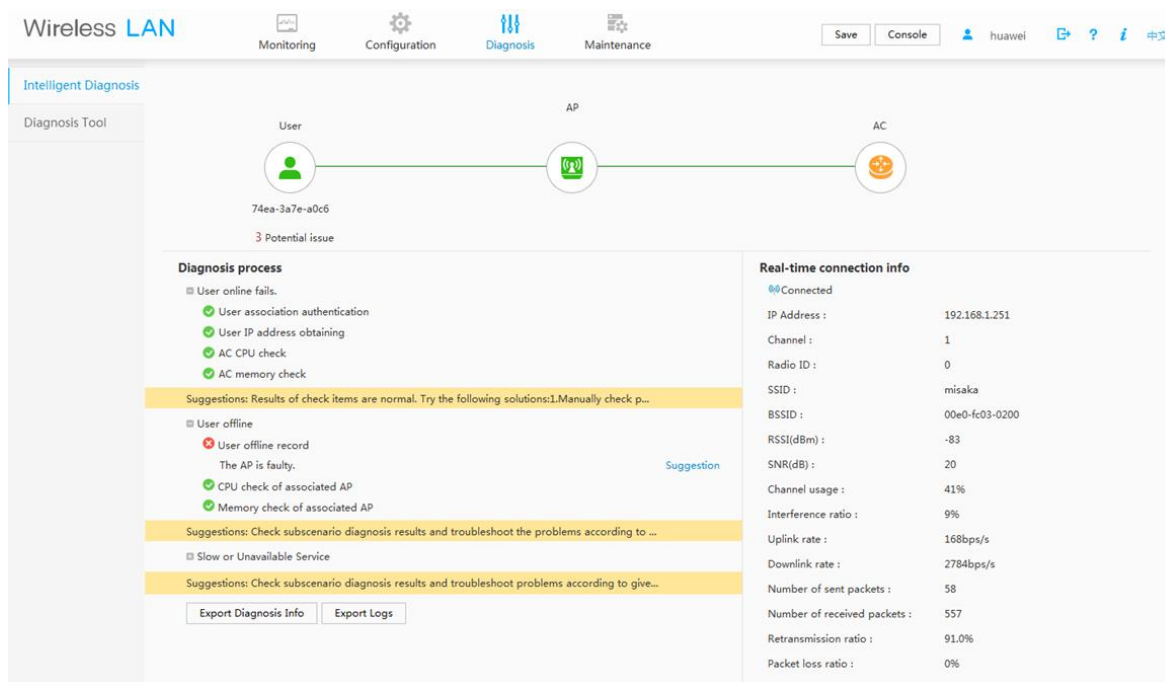 Wireless LAN
Monitoring
Configuration
Diagnosis
Maintenance
Save
Console
huawei
?
i
中文
Intelligent Diagnosis
Diagnosis Tool
User
AP
AC
74ea-3a7e-a0c6
3 Potential issue
Diagnosis process
User online fails.
User association authentication
User IP address obtaining
AC CPU check
AC memory check
Suggestions: Results of check items are normal. Try the following solutions:1.Manually check p...
User offline
User offline record
The AP is faulty.
Suggestion
CPU check of associated AP
Memory check of associated AP
Suggestions: Check subscenario diagnosis results and troubleshoot the problems according to ...
Slow or Unavailable Service
Suggestions: Check subscenario diagnosis results and troubleshoot problems according to give...
Export Diagnosis Info
Export Logs
Real-time connection info
Connected
IP Address : 192.168.1.251
Channel : 1
Radio ID : 0
SSID : misaka
BSSID : 00e0-fc03-0200
RSSI(dBm) : -83
SNR(dB) : 20
Channel usage : 41%
Interference ratio : 9%
Uplink rate : 168bps/s
Downlink rate : 2784bps/s
Number of sent packets : 58
Number of received packets : 557
Retransmission ratio : 91.0%
Packet loss ratio : 0%